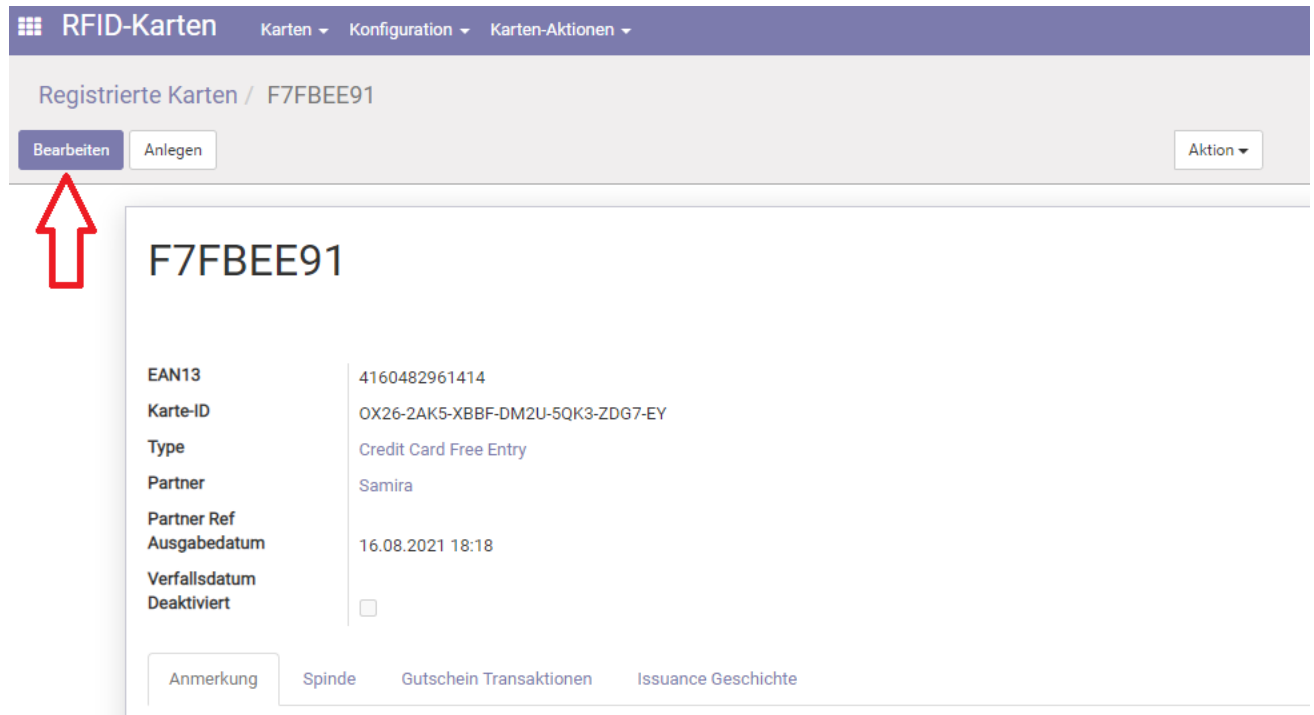 RFID-Karten Karten Konfiguration Karten-Aktionen
Registrierte Karten / F7FBEE91
Bearbeiten Anlegen Aktion
F7FBEE91
EAN13 4160482961414
Karte-ID OX26-2AK5-XBBF-DM2U-5QK3-ZDG7-EY
Type Credit Card Free Entry
Partner Samira
Partner Ref
Ausgabedatum 16.08.2021 18:18
Verfallsdatum
Deaktiviert
Anmerkung Spinde Gutschein Transaktionen Issuance Geschichte